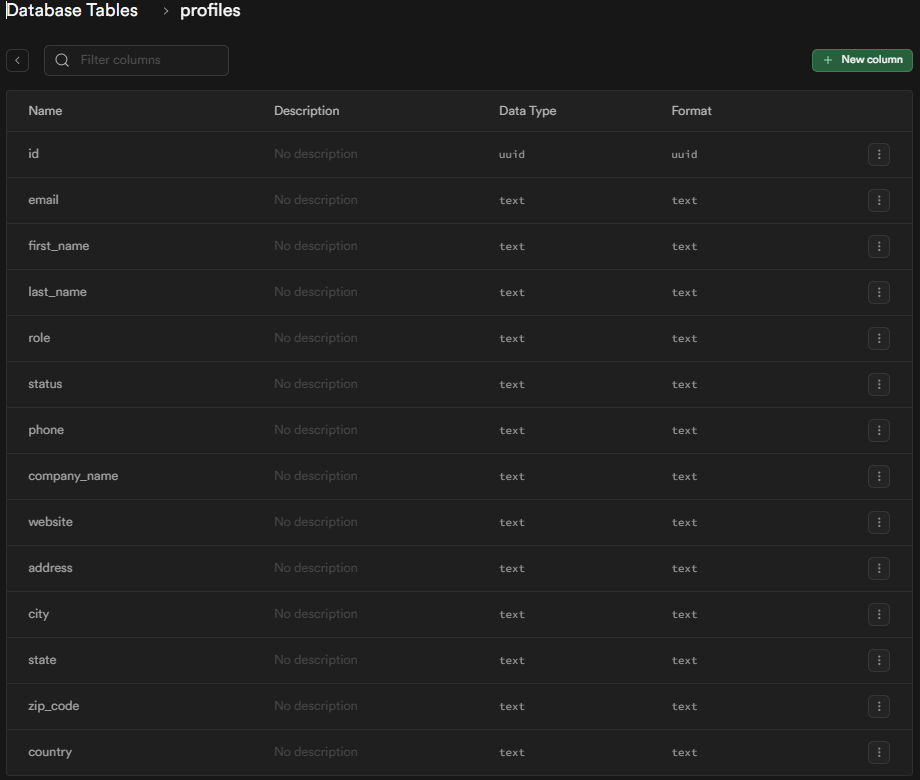 Database Tables > profiles
Filter columns + New column
Name Description Data Type Format
id No description uuid uuid
email No description text text
first_name No description text text
last_name No description text text
role No description text text
status No description text text
phone No description text text
company_name No description text text
website No description text text
address No description text text
city No description text text
state No description text text
zip_code No description text text
country No description text text